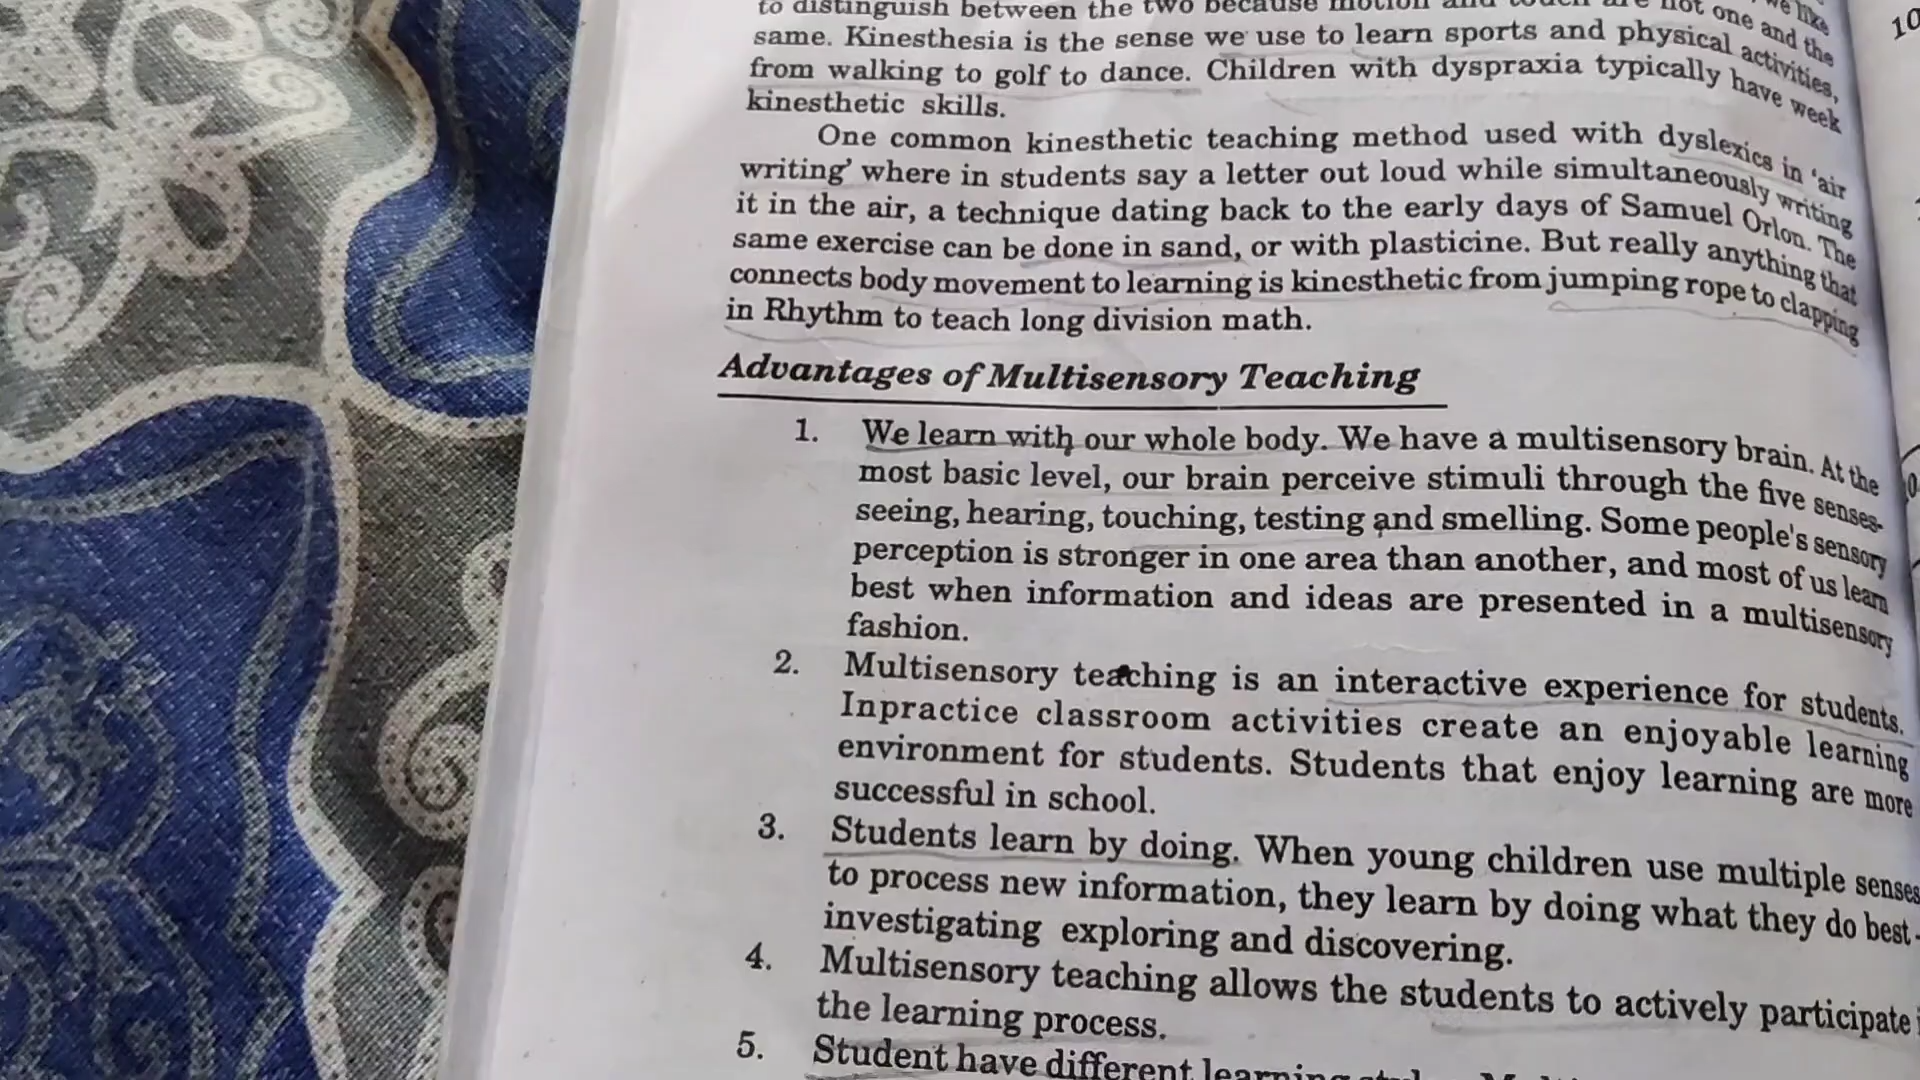 to distinguish between the two because motion and touch are not one and the
same. Kinesthesia is the sense we use to learn sports and physical activities,
from walking to golf to dance. Children with dyspraxia typically have week
kinesthetic skills.
One common kinesthetic teaching method used with dyslexics in 'air
writing' where in students say a letter out loud while simultaneously writing
it in the air, a technique dating back to the early days of Samuel Orlon. The
same exercise can be done in sand, or with plasticine. But really anything that
connects body movement to learning is kinesthetic from jumping rope to clapping
in Rhythm to teach long division math.
Advantages of Multisensory Teaching
1. We learn with our whole body. We have a multisensory brain. At the
most basic level, our brain perceive stimuli through the five senses-
seeing, hearing, touching, testing and smelling. Some people's sensory
perception is stronger in one area than another, and most of us learn
best when information and ideas are presented in a multisensory
fashion.
2. Multisensory teaching is an interactive experience for students.
Inpractice classroom activities create an enjoyable learning
environment for students. Students that enjoy learning are more
successful in school.
3. Students learn by doing. When young children use multiple senses
to process new information, they learn by doing what they do best-
investigating exploring and discovering.
4. Multisensory teaching allows the students to actively participate
the learning process.
5. Student have different learning